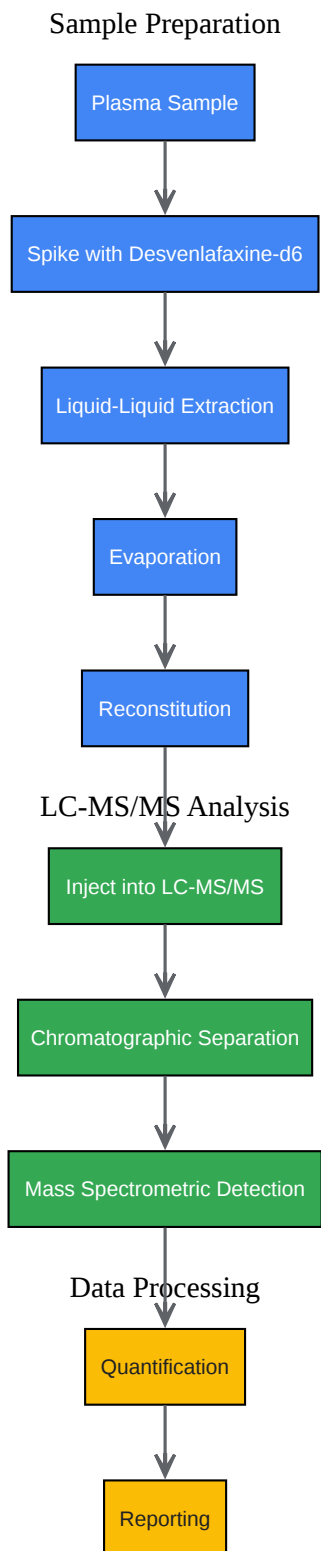 Sample Preparation
Plasma Sample
Spike with Desvenlafaxine-d6
Liquid-Liquid Extraction
Evaporation
Reconstitution
LC-MS/MS Analysis
Inject into LC-MS/MS
Chromatographic Separation
Mass Spectrometric Detection
Data Processing
Quantification
Reporting